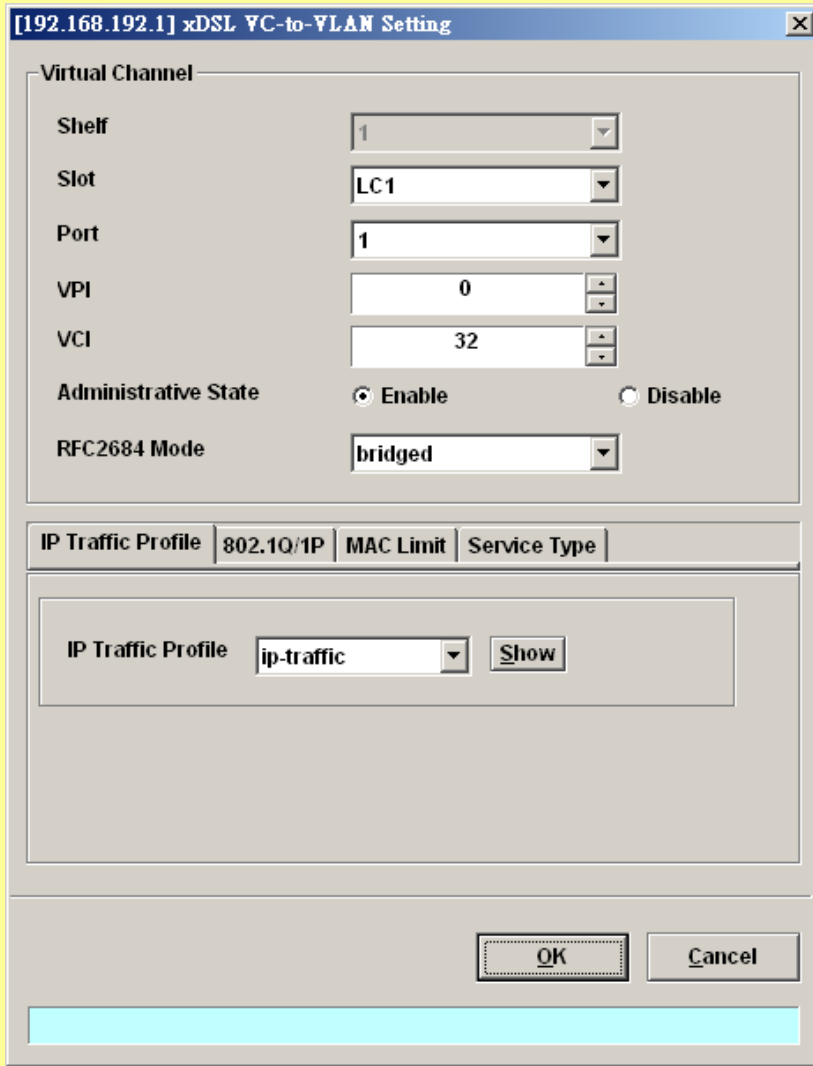 [192.168.192.1] xDSL VC-to-VLAN Setting
Virtual Channel
Shelf 1
Slot LC1
Port 1
VPI 0
VCI 32
Administrative State Enable Disable
RFC2684 Mode bridged
IP Traffic Profile 802.1Q/1P MAC Limit Service Type
IP Traffic Profile ip-traffic Show
OK Cancel